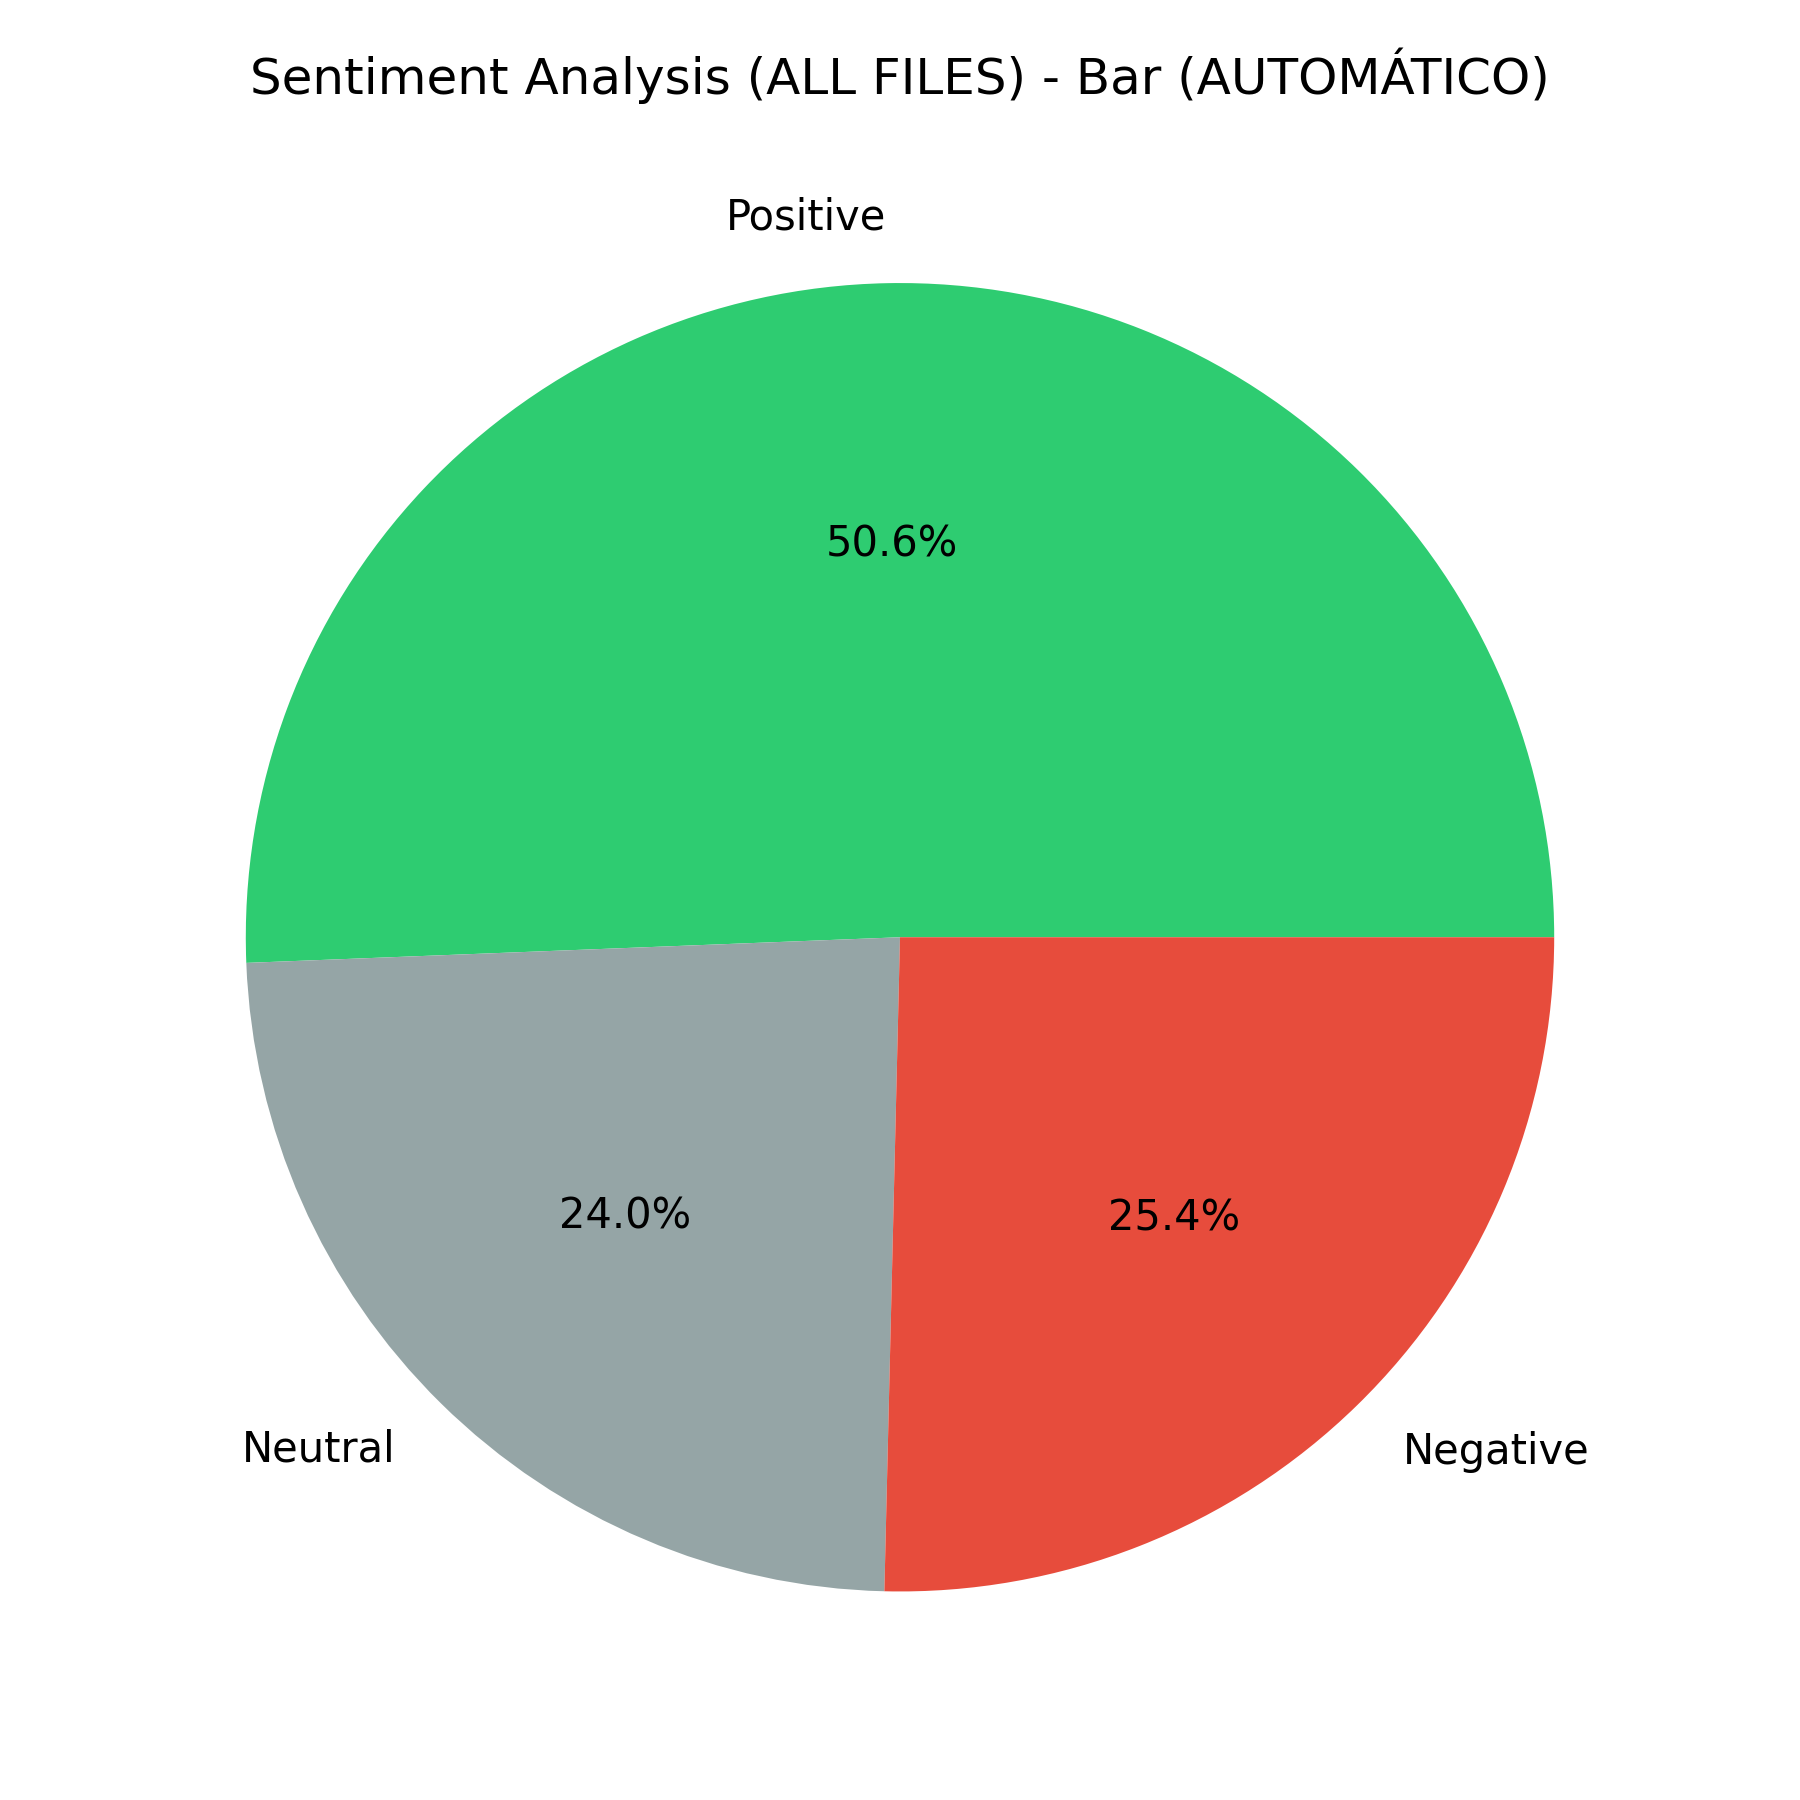 Sentiment Analysis (ALL FILES) - Bar (AUTOMÁTICO)
Positive
50.6%
24.0%
25.4%
Neutral
Negative